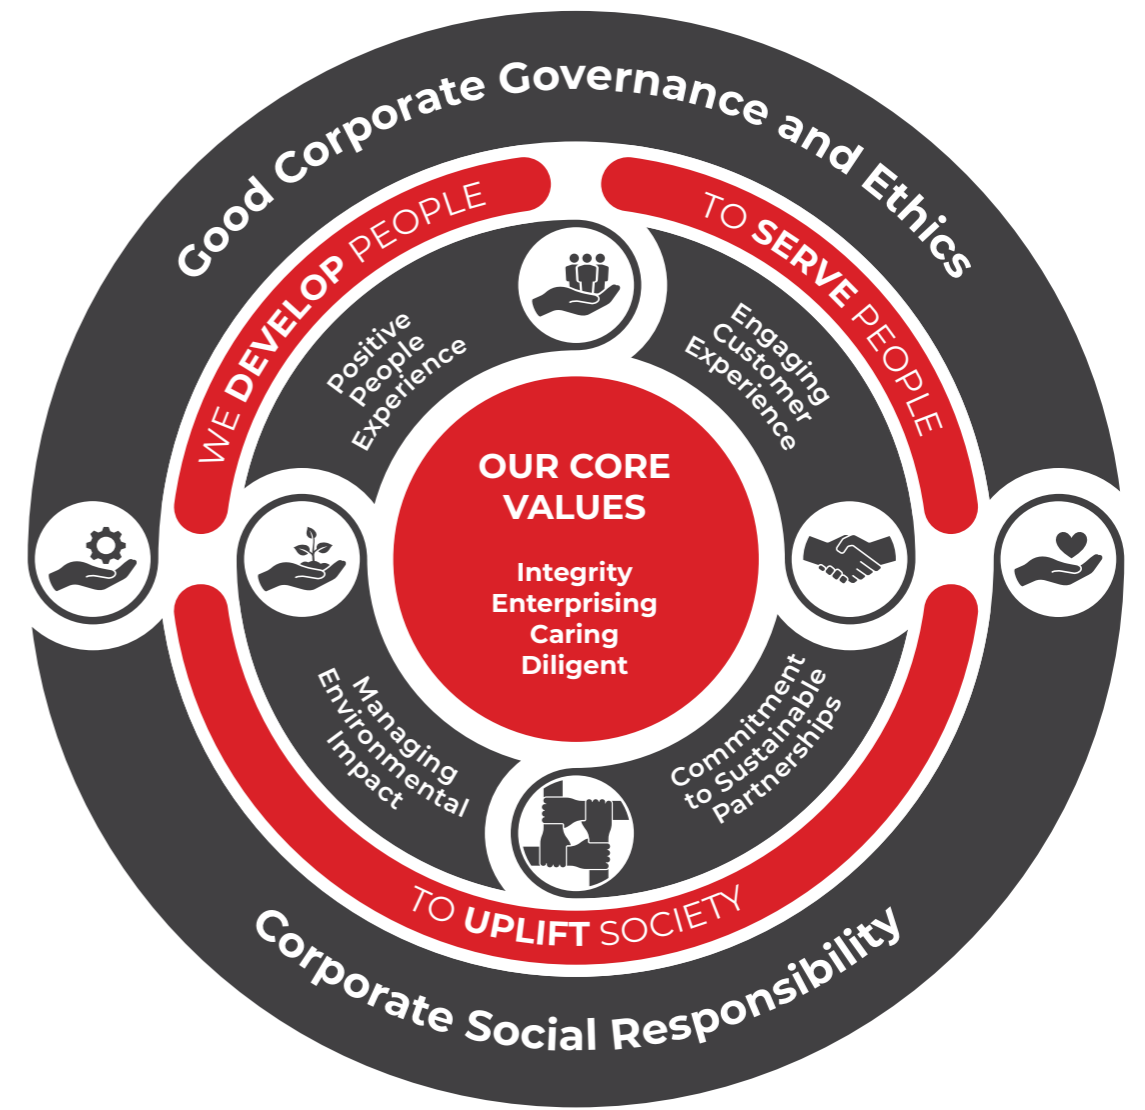 Good Corporate Governance and Ethics
WE DEVELOP PEOPLE
TO SERVE PEOPLE
Positive
People
Experience
Engaging
Customer
Experience
OUR CORE
VALUES
Integrity
Enterprising
Caring
Diligent
Managing
Environmental
Impact
Commitment
to Sustainable
Partnerships
TO UPLIFT SOCIETY
Corporate Social Responsibility